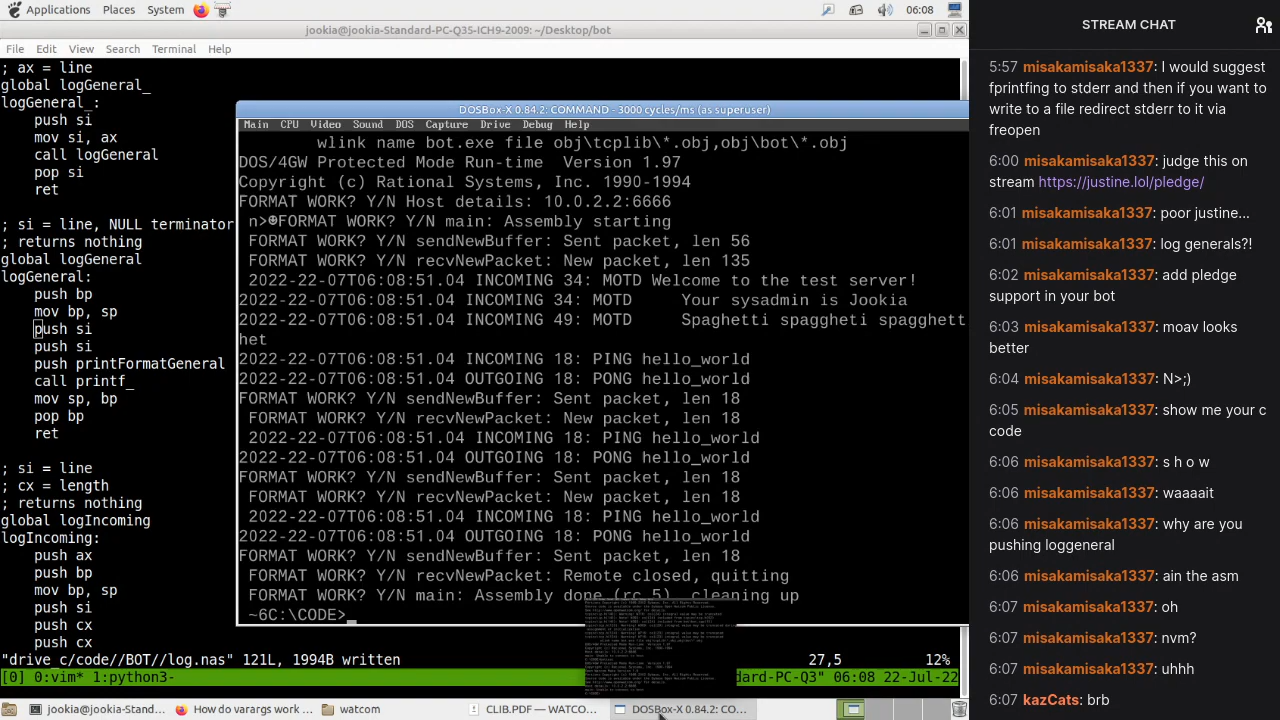 Applications Places System 06:08
jookia@jookia-Standard-PC-Q35-ICH9-2009: ~/Desktop/bot
File Edit View Search Terminal Help
; ax = line
global logGeneral_
logGeneral_:
push si
mov si, ax
call logGeneral
pop si
ret
; si = line, NULL terminator
; returns nothing
global logGeneral
logGeneral:
push bp
mov bp, sp
push si
push si
push printFormatGeneral
call printf_
mov sp, bp
pop bp
ret
; si = line
; cx = length
; returns nothing
global logIncoming
logIncoming:
push ax
push bp
mov bp, sp
push si
push cx
push cx
27,5 12%
06:08 22-Jul-22
DOSBox-X 0.84.2: COMMAND - 3000 cycles/ms (as superuser)
Main CPU Video Sound DOS Capture Drive Debug Help
wlink name bot.exe file obj\tcplib\*.obj,obj\bot\*.obj
DOS/4GW Protected Mode Run-time Version 1.97
Copyright (c) Rational Systems, Inc. 1990-1994
FORMAT WORK? Y/N Host details: 10.0.2.2:6666
n>☻FORMAT WORK? Y/N main: Assembly starting
FORMAT WORK? Y/N sendNewBuffer: Sent packet, len 56
FORMAT WORK? Y/N recvNewPacket: New packet, len 135
2022-22-07T06:08:51.04 INCOMING 34: MOTD Welcome to the test server!
2022-22-07T06:08:51.04 INCOMING 34: MOTD Your sysadmin is Jookia
2022-22-07T06:08:51.04 INCOMING 49: MOTD Spaghetti spaggheti spagghett
het
2022-22-07T06:08:51.04 INCOMING 18: PING hello_world
2022-22-07T06:08:51.04 OUTGOING 18: PONG hello_world
FORMAT WORK? Y/N sendNewBuffer: Sent packet, len 18
FORMAT WORK? Y/N recvNewPacket: New packet, len 18
2022-22-07T06:08:51.04 INCOMING 18: PING hello_world
2022-22-07T06:08:51.04 OUTGOING 18: PONG hello_world
FORMAT WORK? Y/N sendNewBuffer: Sent packet, len 18
FORMAT WORK? Y/N recvNewPacket: New packet, len 18
2022-22-07T06:08:51.04 INCOMING 18: PING hello_world
2022-22-07T06:08:51.04 OUTGOING 18: PONG hello_world
FORMAT WORK? Y/N sendNewBuffer: Sent packet, len 18
FORMAT WORK? Y/N recvNewPacket: Remote closed, quitting
FORMAT WORK? Y/N main: Assembly done (rc 5), cleaning up
jookia@jookia-Stand... How do varargs work ... watcom CLIB.PDF — WATCO... DOSBox-X 0.84.2: CO...
STREAM CHAT
5:57 misakamisaka1337: I would suggest
fprintfing to stderr and then if you want to
write to a file redirect stderr to it via
freopen
6:00 misakamisaka1337: judge this on
stream https://justine.lol/pledge/
6:01 misakamisaka1337: poor justine...
6:01 misakamisaka1337: log generals?!
6:02 misakamisaka1337: add pledge
support in your bot
6:03 misakamisaka1337: moav looks
better
6:04 misakamisaka1337: N>;)
6:05 misakamisaka1337: show me your c
code
6:06 misakamisaka1337: s h o w
6:06 misakamisaka1337: waaaait
6:06 misakamisaka1337: why are you
pushing loggeneral
6:06 misakamisaka1337: ain the asm
6:07 misakamisaka1337: oh
6:07 misakamisaka1337: nvm?
6:07 misakamisaka1337: uhhh
6:07 kazCats: brb